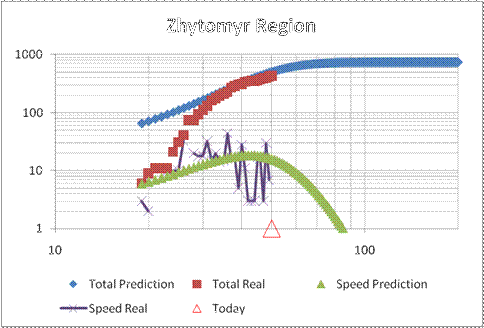 Zhytomyr Region
1000
100
10
1
10 100
Total Prediction Total Real Speed Prediction
Speed Real Today